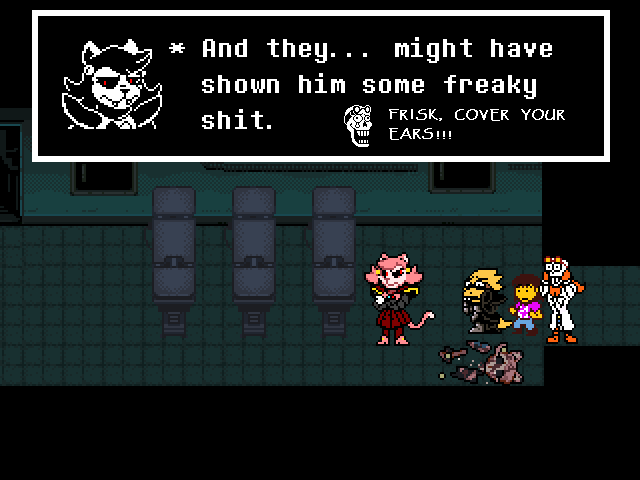 * And they... might have
shown him some freaky
shit.
FRISK, COVER YOUR
EARS!!!